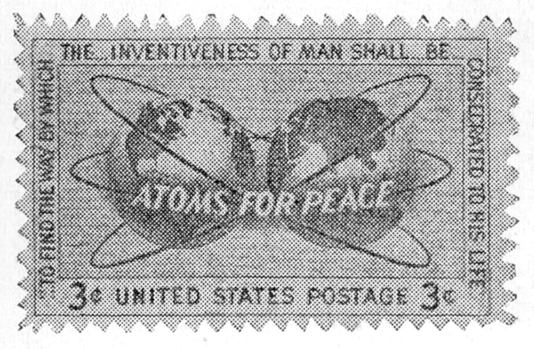 ...TO FIND THE WAY BY WHICH
THE...INVENTIVENESS OF MAN SHALL...BE...
CONSECRATED TO HIS LIFE
ATOMS FOR PEACE
3¢ UNITED STATES POSTAGE 3¢